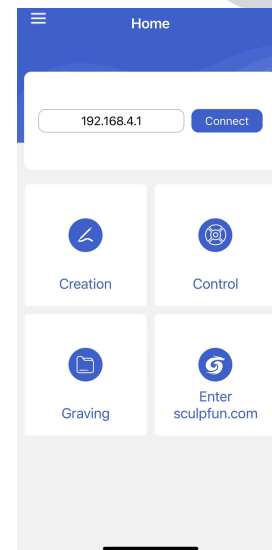 Home
192.168.4.1
Connect
Creation
Control
Graving
Enter
sculpfun.com